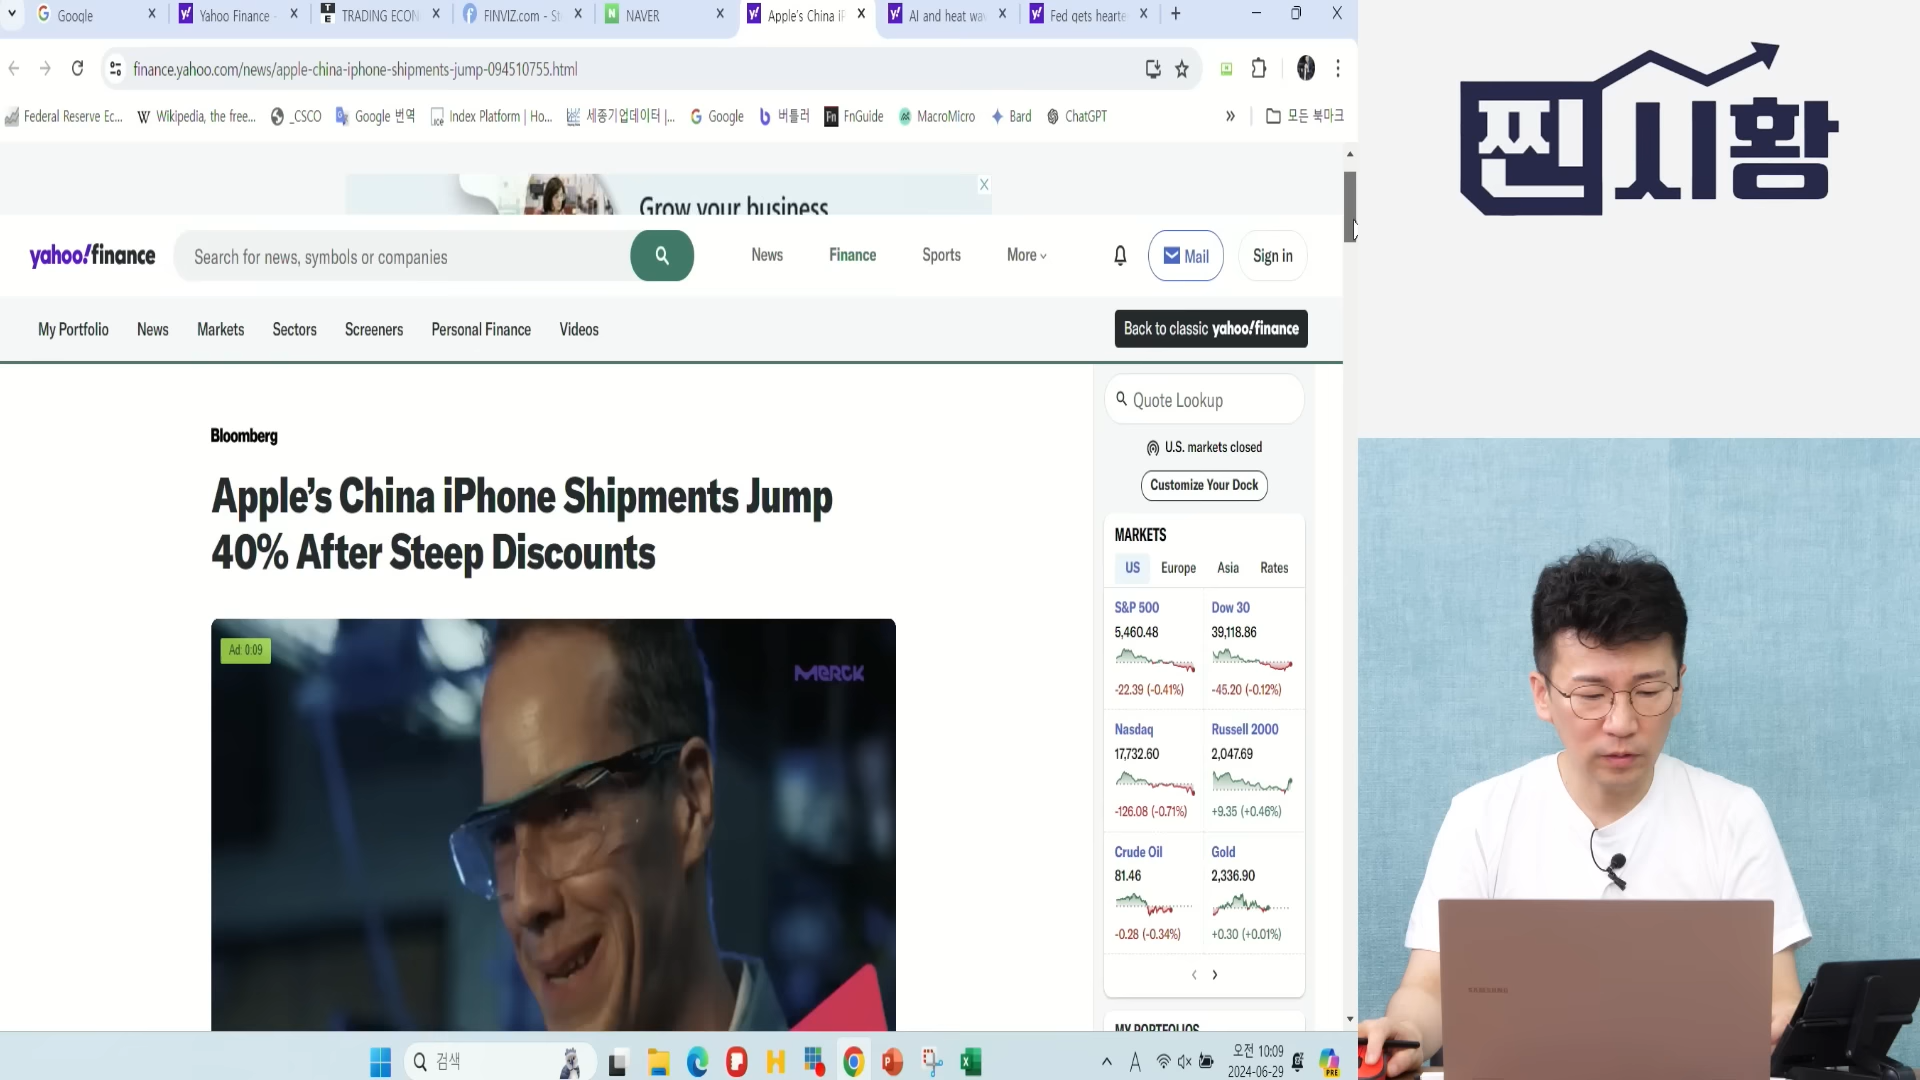 Google
Yahoo Finance -
TRADING ECON
FINVIZ.com - St
NAVER
Apple's China iP
AI and heat wav
Fed gets hearte
finance.yahoo.com/news/apple-china-iphone-shipments-jump-094510755.html
Federal Reserve Ec...
Wikipedia, the free...
_CSCO
Google 번역
Index Platform | Ho...
세종기업데이터 |...
Google
버틀러
FnGuide
MacroMicro
Bard
ChatGPT
모든 북마크
Grow your business
yahoo!finance
Search for news, symbols or companies
News
Finance
Sports
More
Mail
Sign in
My Portfolio
News
Markets
Sectors
Screeners
Personal Finance
Videos
Back to classic yahoo!finance
Quote Lookup
U.S. markets closed
Customize Your Dock
Bloomberg
Apple's China iPhone Shipments Jump
40% After Steep Discounts
Ad: 0:09
MERCK
MARKETS
US Europe Asia Rates
S&P 500 Dow 30
5,460.48 39,118.86
-22.39 (-0.41%) -45.20 (-0.12%)
Nasdaq Russell 2000
17,732.60 2,047.69
-126.08 (-0.71%) +9.35 (+0.46%)
Crude Oil Gold
81.46 2,336.90
-0.28 (-0.34%) +0.30 (+0.01%)
MY PORTFOLIOS
검색
오전 10:09
2024-06-29
PRE
찐시황
SAMSUNG